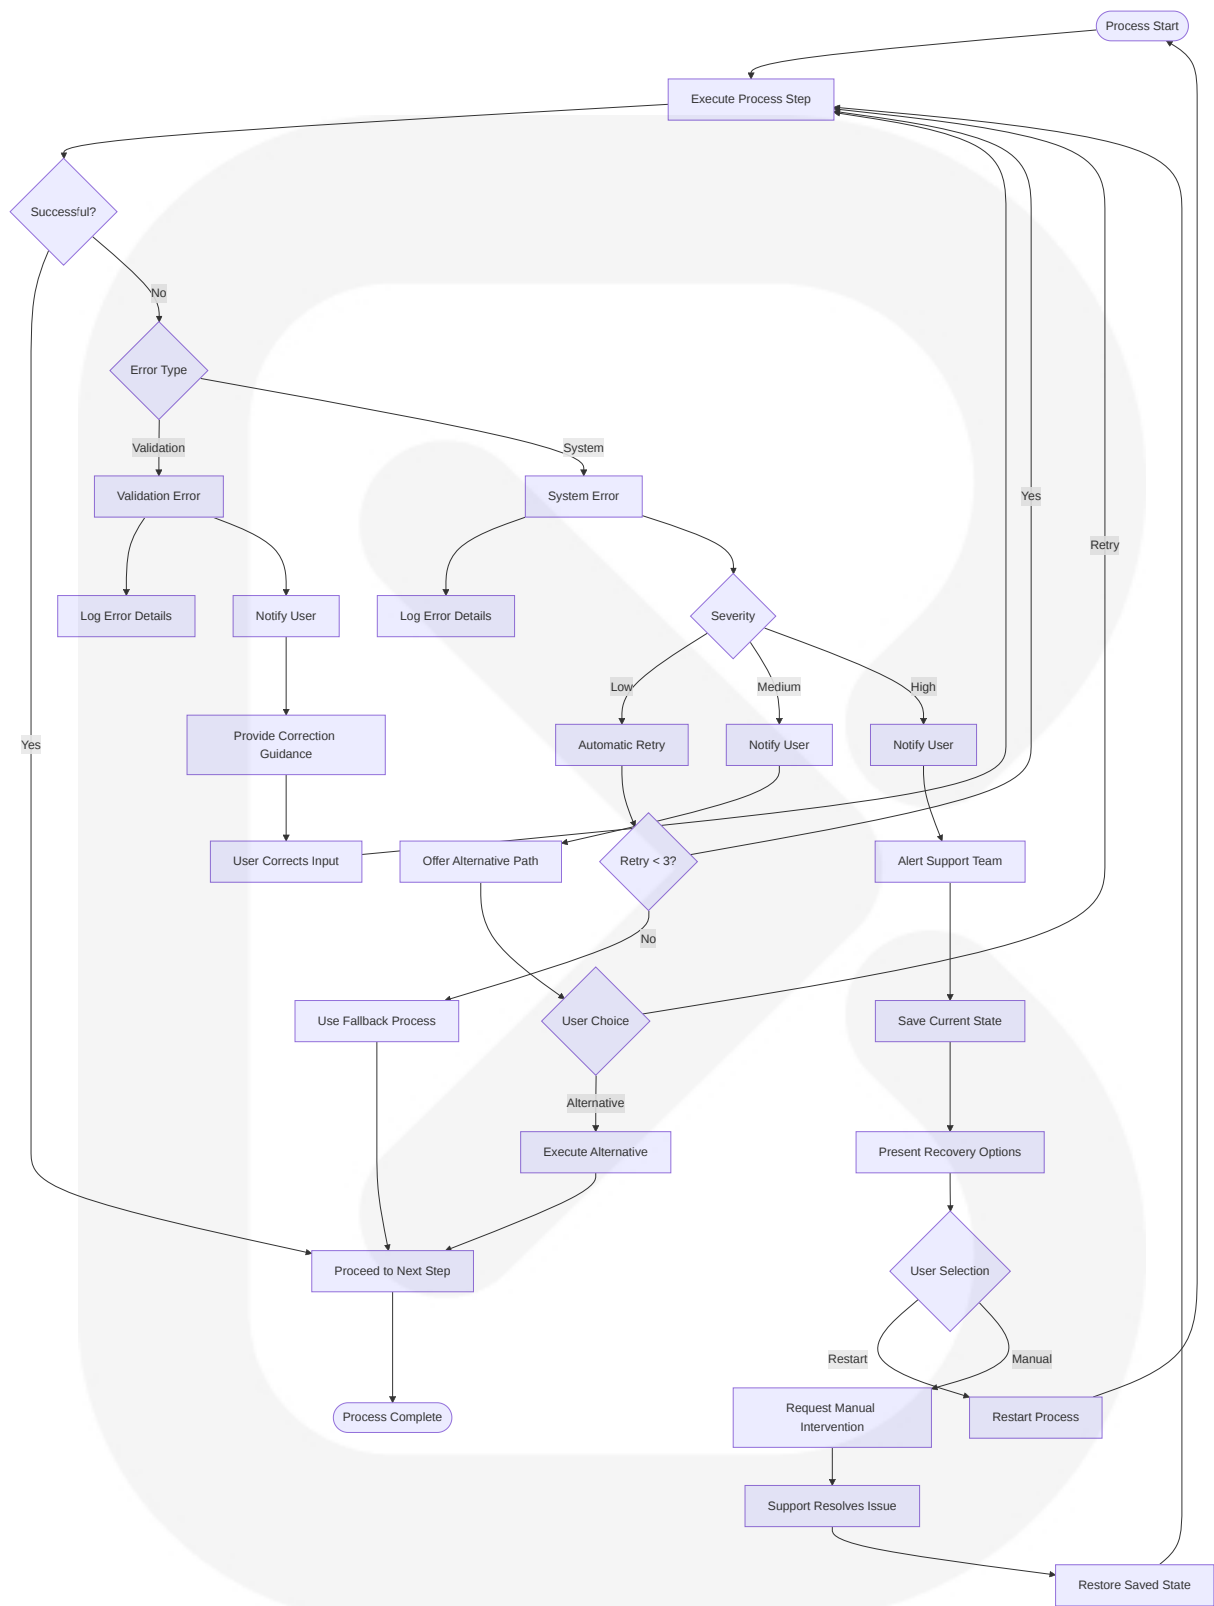 Process Start
Execute Process Step
Successful?
No
Error Type
Validation
System
Validation Error
System Error
Yes
Retry
Log Error Details
Notify User
Log Error Details
Severity
Low
Medium
High
Yes
Provide Correction
Guidance
Automatic Retry
Notify User
Notify User
User Corrects Input
Offer Alternative Path
Retry < 3?
Alert Support Team
No
Use Fallback Process
User Choice
Save Current State
Alternative
Execute Alternative
Present Recovery Options
Proceed to Next Step
User Selection
Restart
Manual
Process Complete
Request Manual
Intervention
Restart Process
Support Resolves Issue
Restore Saved State